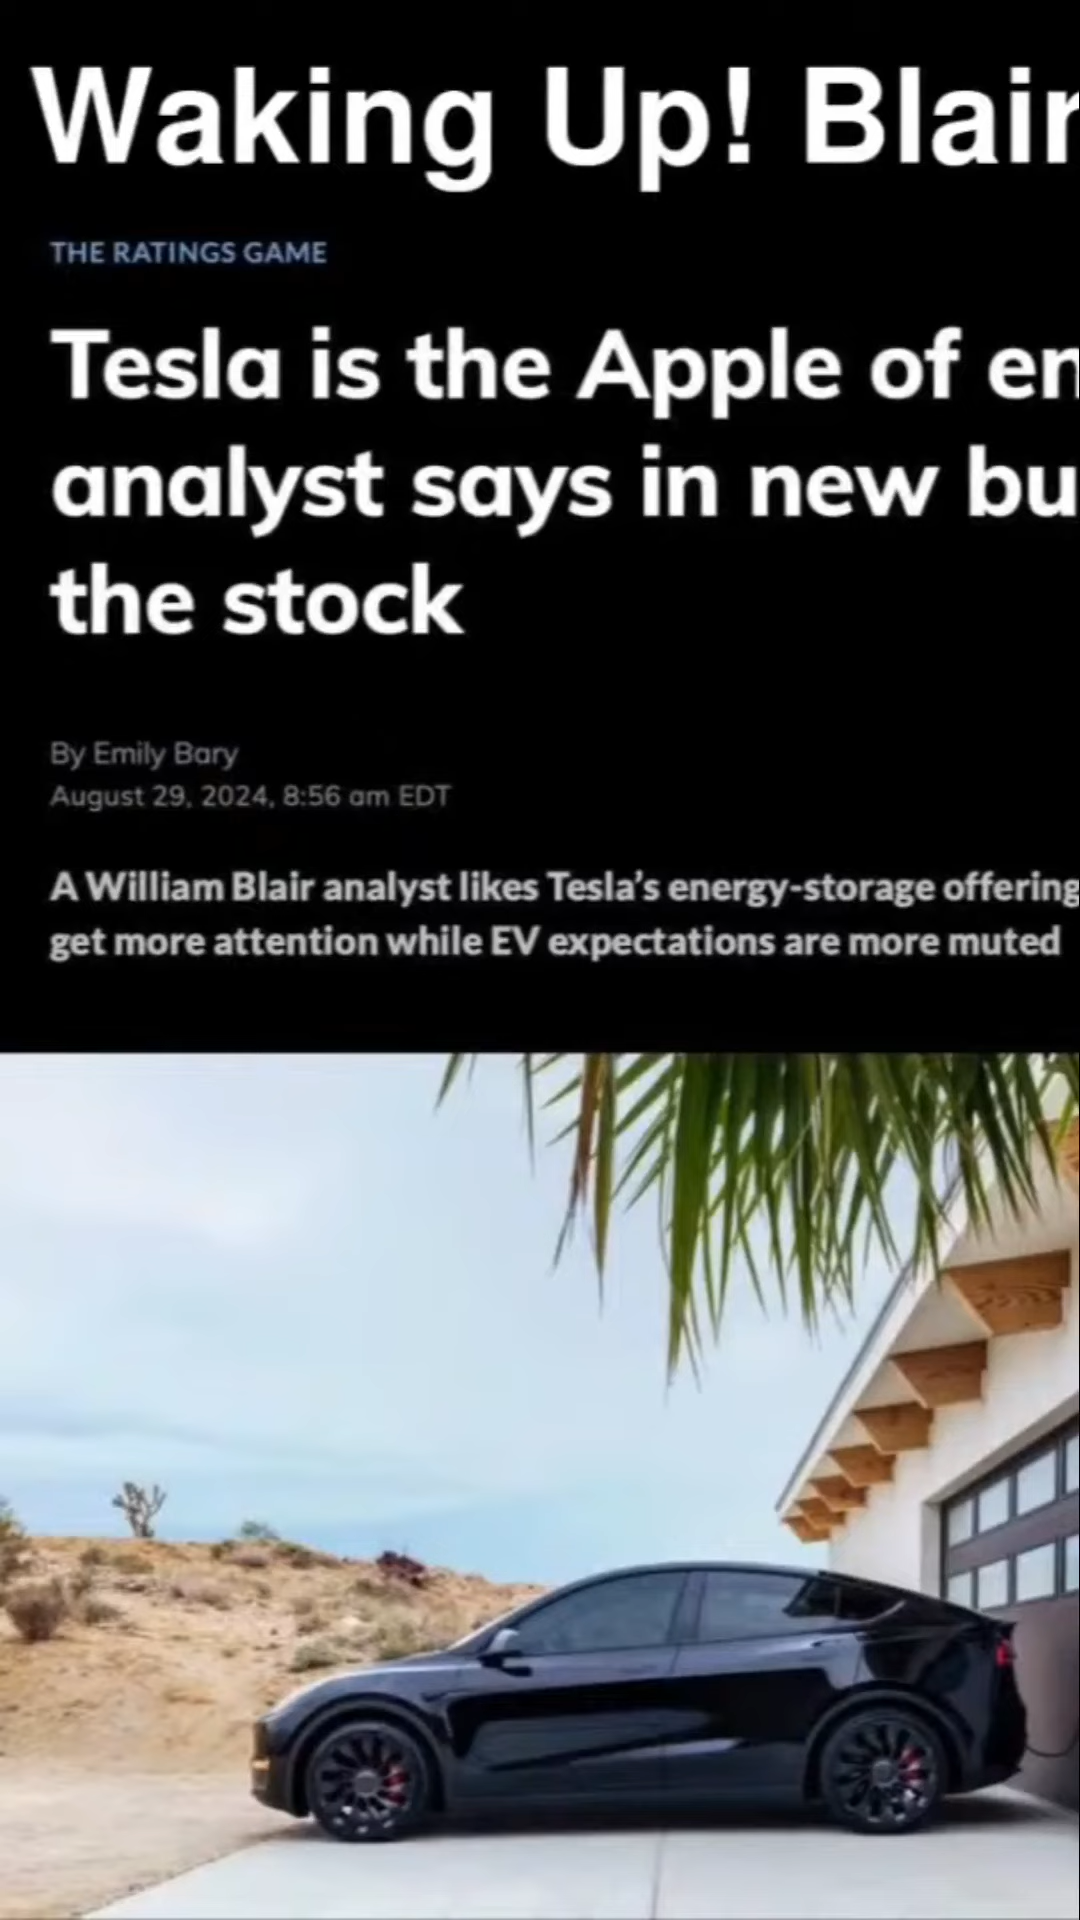 Waking Up! Blair
THE RATINGS GAME
Tesla is the Apple of en
analyst says in new bu
the stock
By Emily Bary
August 29, 2024, 8:56 am EDT
A William Blair analyst likes Tesla’s energy-storage offering
get more attention while EV expectations are more muted